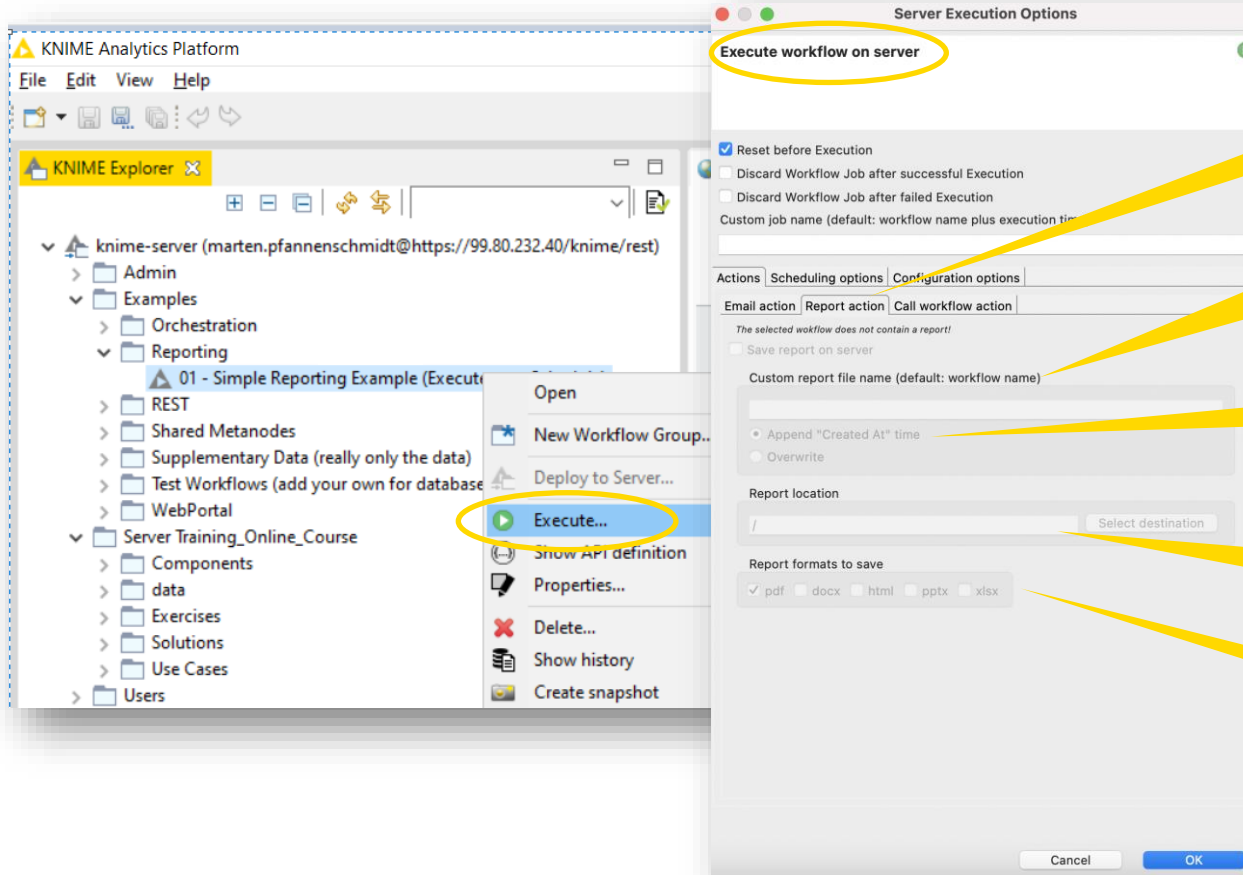 KNIME Analytics Platform
File Edit View Help
KNIME Explorer
knime-server (marten.pfannenschmidt@https://99.80.232.40/knime/rest)
Admin
Examples
Orchestration
Reporting
01 - Simple Reporting Example (Execute
REST
Shared Metanodes
Supplementary Data (really only the data)
Test Workflows (add your own for database
WebPortal
Server Training_Online_Course
Components
data
Exercises
Solutions
Use Cases
Users
Open
New Workflow Group..
Deploy to Server...
Execute...
Show API definition
Properties...
Delete...
Show history
Create snapshot
Server Execution Options
Execute workflow on server
Reset before Execution
Discard Workflow Job after successful Execution
Discard Workflow Job after failed Execution
Custom job name (default: workflow name plus execution tim
Actions Scheduling options Configuration options
Email action Report action Call workflow action
The selected wokflow does not contain a report!
Save report on server
Custom report file name (default: workflow name)
Append "Created At" time
Overwrite
Report location
/ Select destination
Report formats to save
pdf docx html pptx xlsx
Cancel OK